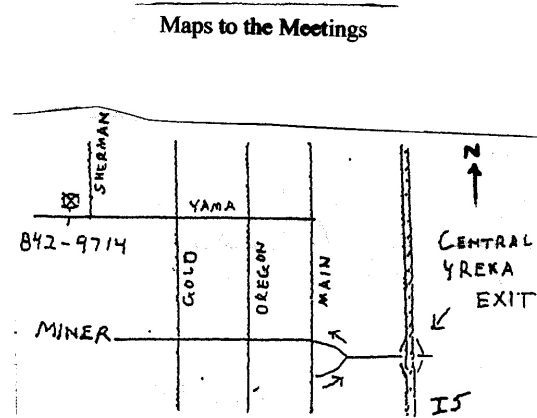 Maps to the Meetings
SHERMAN
N
YAMA
842-9714
CENTRAL
YREKA
EXIT
GOLD
OREGON
MAIN
MINER
I5